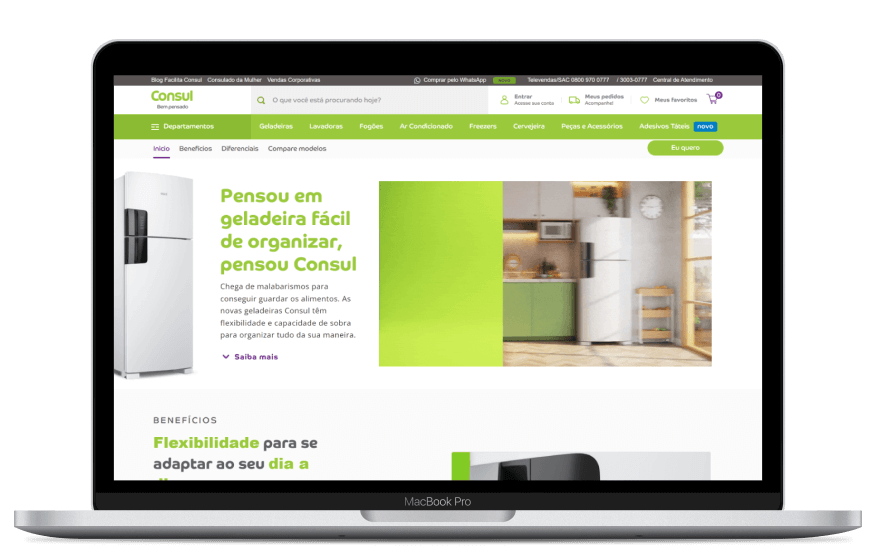 Blog Facilita Consul Consulado da Mulher Vendas Corporativas Comprar pelo WhatsApp NOVO Televendas/SAC 0800 970 0777 / 3003-0777 Central de Atendimento
Consul
Bem pensado
O que você está procurando hoje?
Entrar
Acesse sua conta
Meus pedidos
Acompanhe!
Meus favoritos
0
Departamentos Geladeiras Lavadoras Fogões Ar Condicionado Freezers Cervejeira Peças e Acessórios Adesivos Táteis novo
Início Benefícios Diferenciais Compare modelos Eu quero
Pensou em
geladeira fácil
de organizar,
pensou Consul
Chega de malabarismos para
conseguir guardar os alimentos. As
novas geladeiras Consul têm
flexibilidade e capacidade de sobra
para organizar tudo da sua maneira.
Saiba mais
BENEFÍCIOS
Flexibilidade para se
adaptar ao seu dia a
MacBook Pro